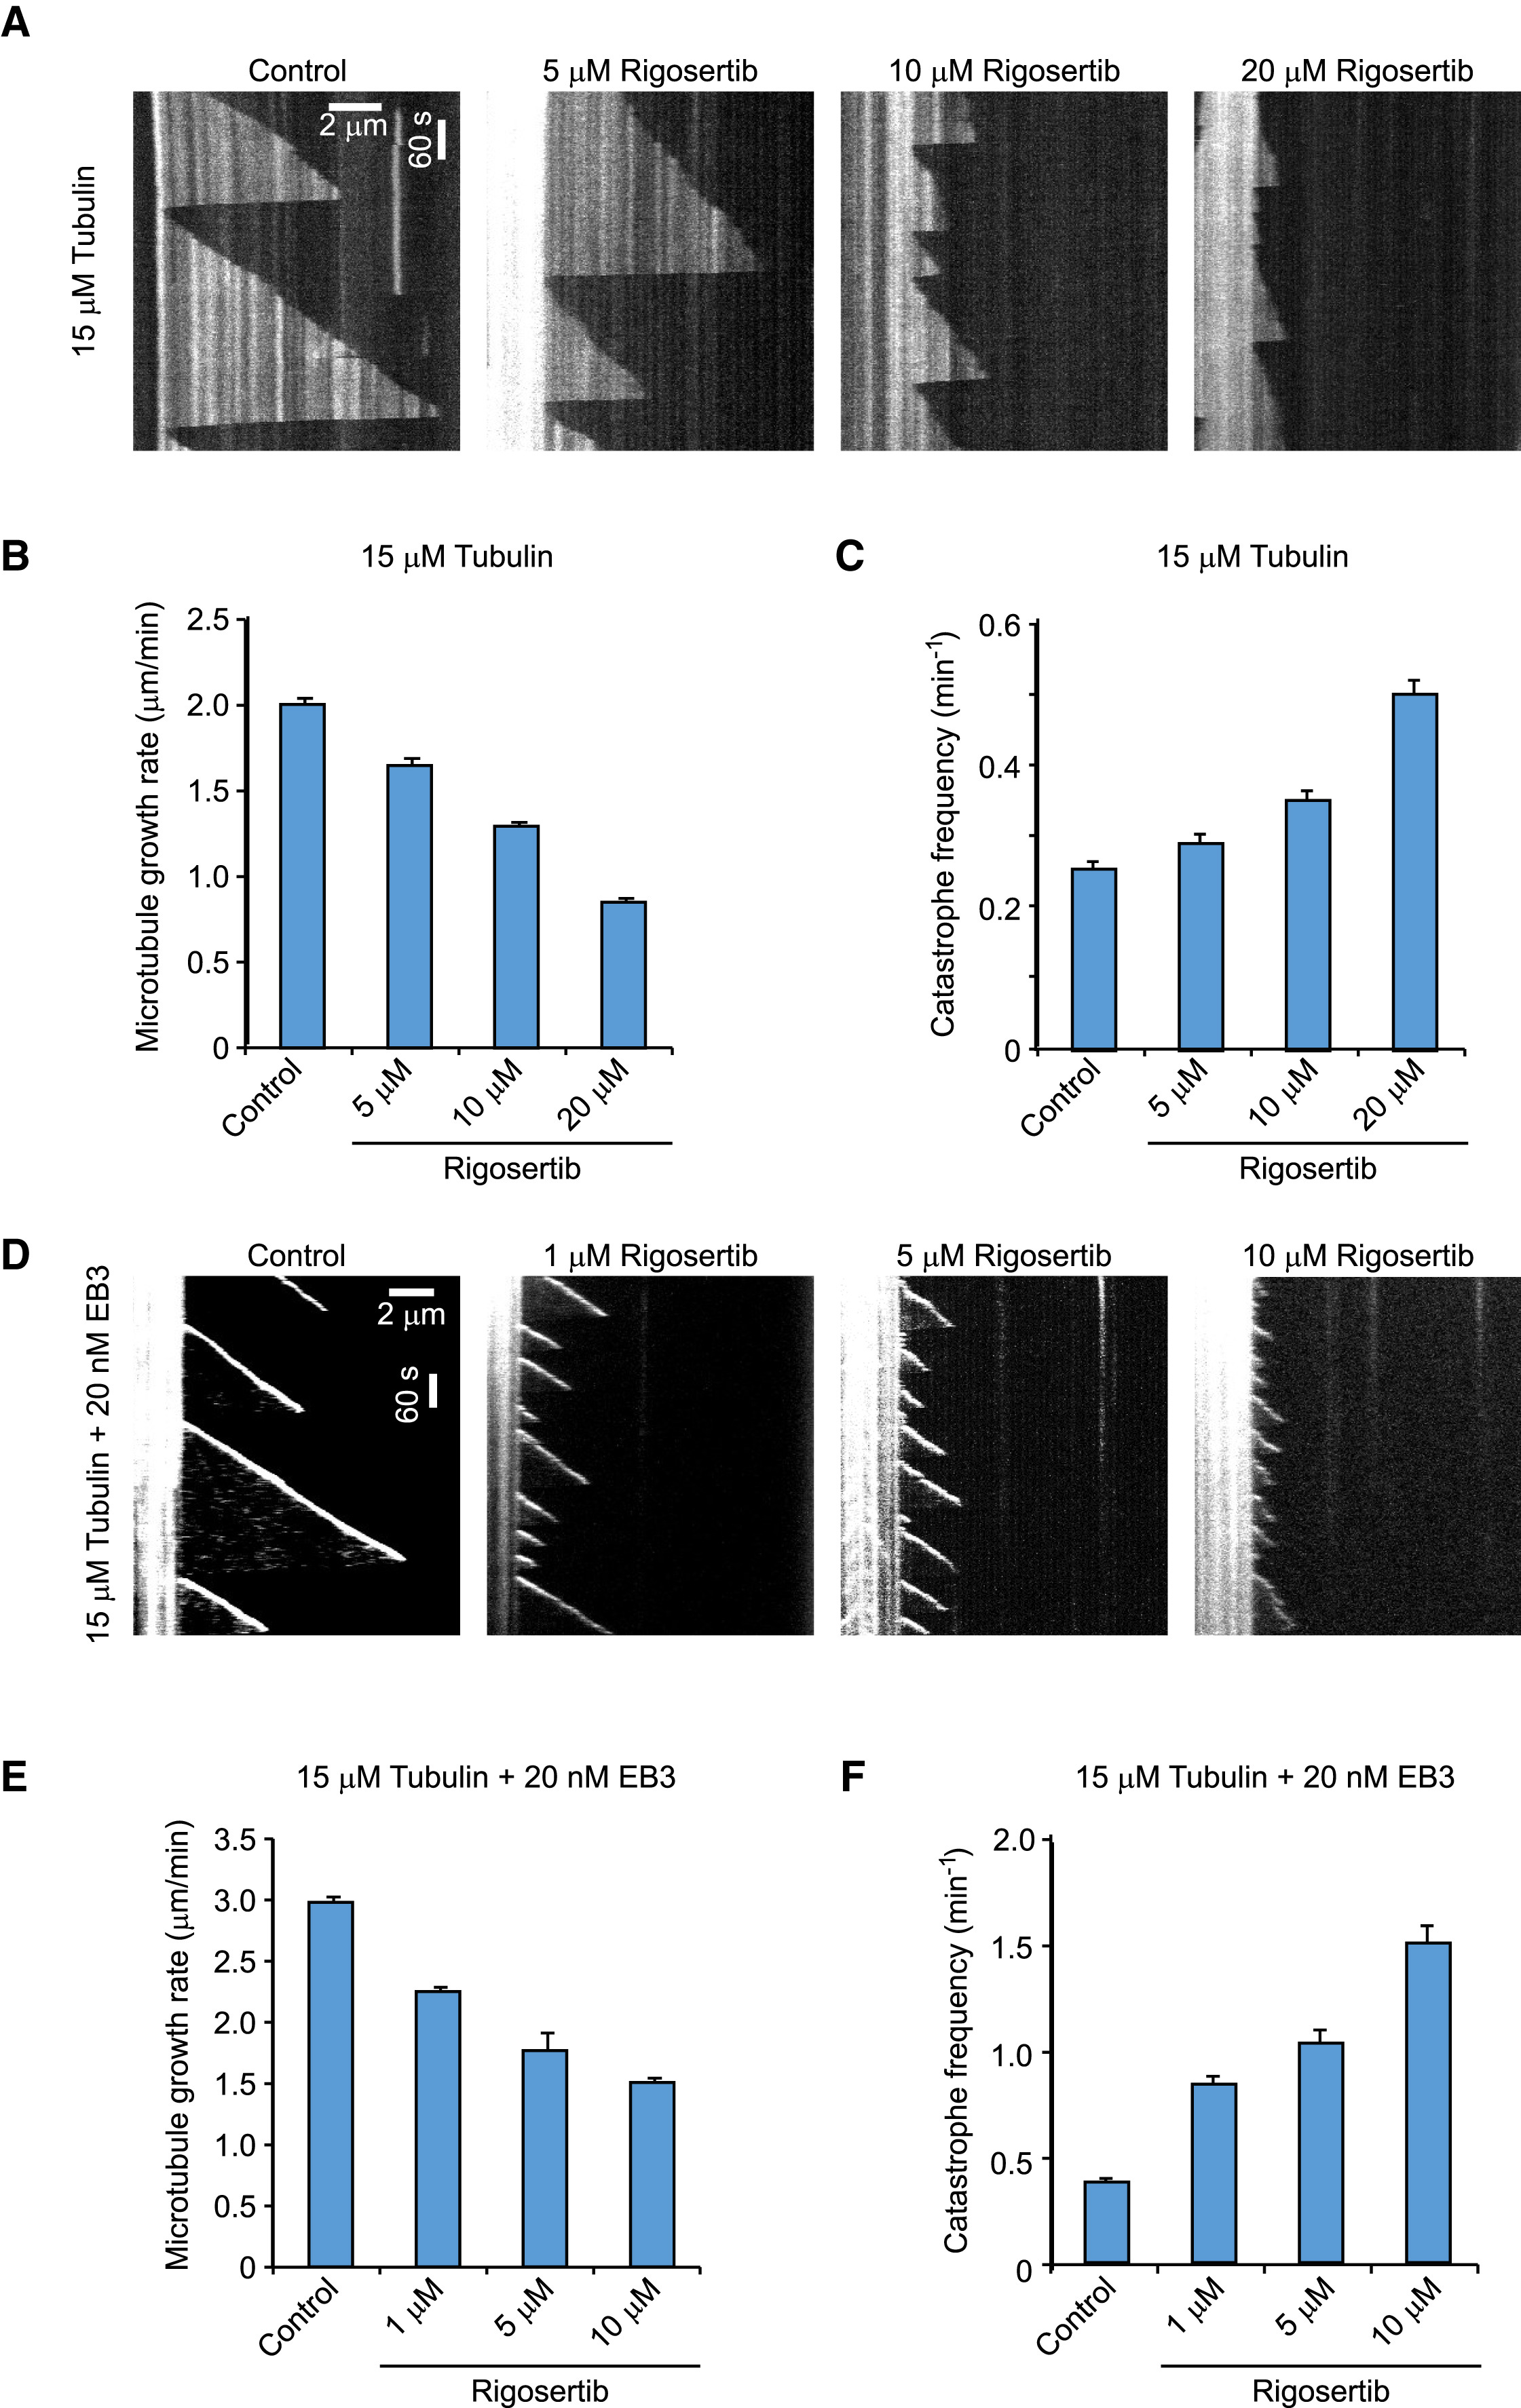 A
Control
5 μM Rigosertib
10 μM Rigosertib
20 μM Rigosertib
15 μM Tubulin
2 μm
60 s
B
15 μM Tubulin
Microtubule growth rate (μm/min)
2.5
2.0
1.5
1.0
0.5
0
Control
5 μM
10 μM
20 μM
Rigosertib
C
15 μM Tubulin
Catastrophe frequency (min-1)
0.6
0.4
0.2
0
Control
5 μM
10 μM
20 μM
Rigosertib
D
Control
1 μM Rigosertib
5 μM Rigosertib
10 μM Rigosertib
15 μM Tubulin + 20 nM EB3
2 μm
60 s
E
15 μM Tubulin + 20 nM EB3
Microtubule growth rate (μm/min)
3.5
3.0
2.5
2.0
1.5
1.0
0.5
0
Control
1 μM
5 μM
10 μM
Rigosertib
F
15 μM Tubulin + 20 nM EB3
Catastrophe frequency (min-1)
2.0
1.5
1.0
0.5
0
Control
1 μM
5 μM
10 μM
Rigosertib